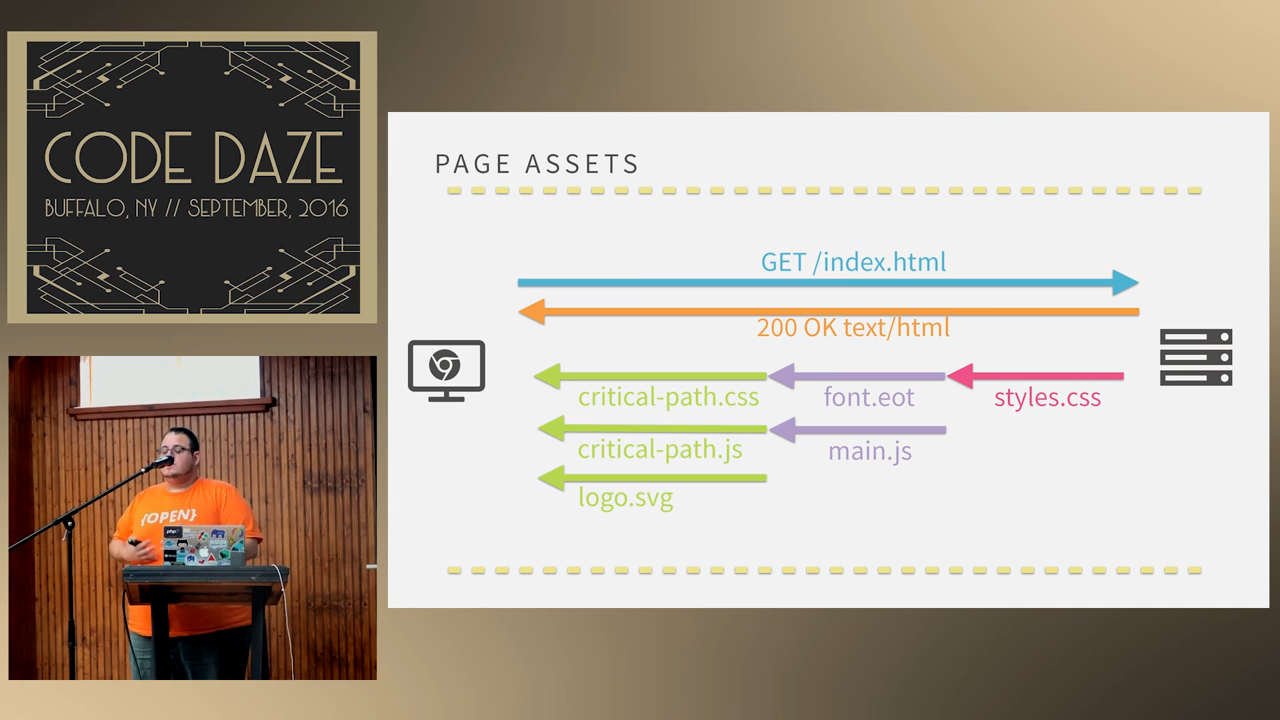 CODE DAZE
BUFFALO, NY // SEPTEMBER, 2016
PAGE ASSETS
GET /index.html
200 OK text/html
critical-path.css
font.eot
styles.css
critical-path.js
main.js
logo.svg
{OPEN}
php